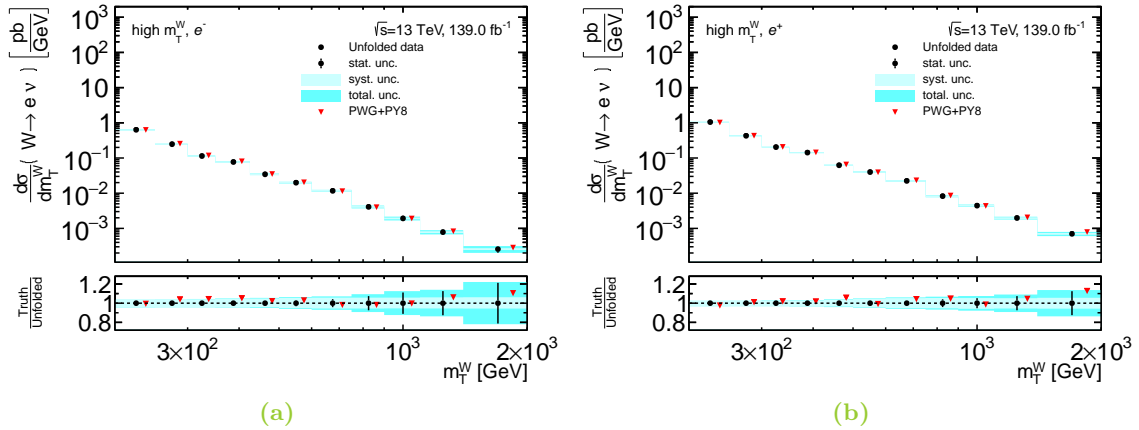 high m_T^W, e^-
√s=13 TeV, 139.0 fb^-1
Unfolded data
stat. unc.
syst. unc.
total. unc.
PWG+PY8
dσ/dm_T^W (W→ e ν) [pb/GeV]
10^3
10^2
10
1
10^-1
10^-2
10^-3
Truth/Unfolded
1.2
1
0.8
3×10^2
10^3
2×10^3
m_T^W [GeV]
(a)
high m_T^W, e^+
√s=13 TeV, 139.0 fb^-1
Unfolded data
stat. unc.
syst. unc.
total. unc.
PWG+PY8
dσ/dm_T^W (W→ e ν) [pb/GeV]
10^3
10^2
10
1
10^-1
10^-2
10^-3
Truth/Unfolded
1.2
1
0.8
3×10^2
10^3
2×10^3
m_T^W [GeV]
(b)